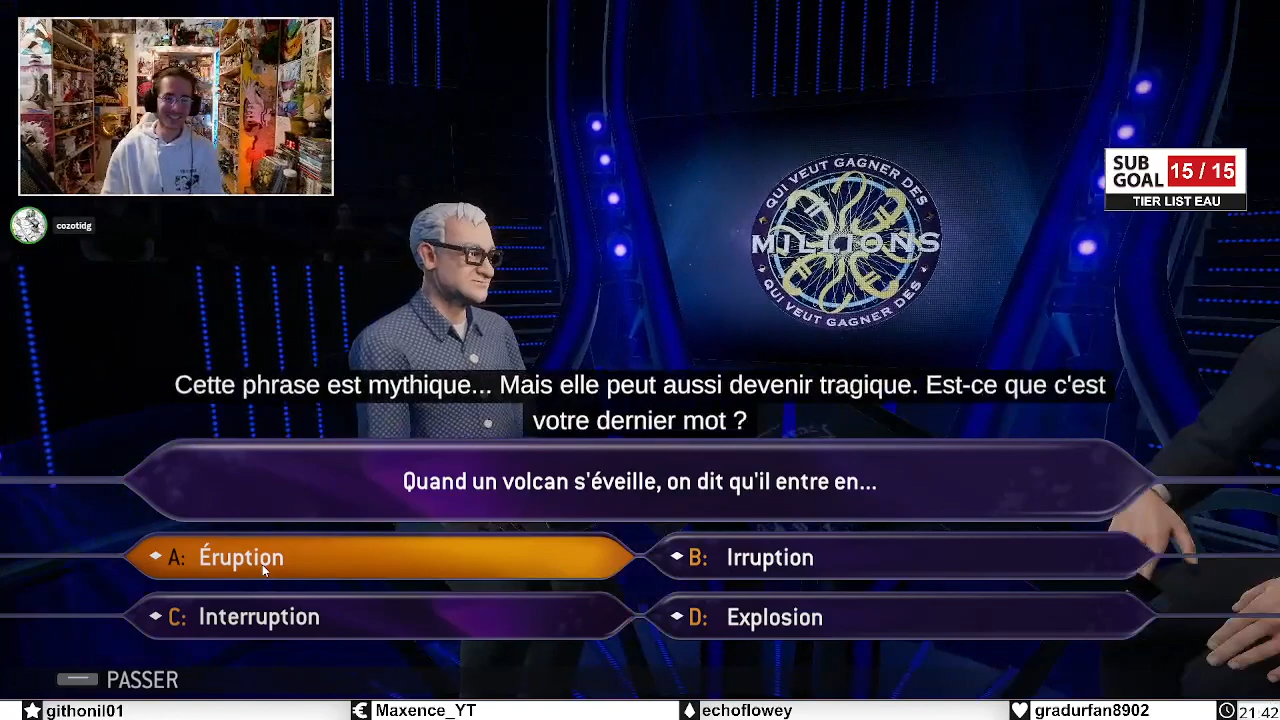 SUB
GOAL
15 / 15
TIER LIST EAU
cozotidg
QUI VEUT GAGNER DES
MILLIONS
QUI VEUT GAGNER DES
Cette phrase est mythique... Mais elle peut aussi devenir tragique. Est-ce que c'est
votre dernier mot ?
Quand un volcan s'éveille, on dit qu'il entre en...
A: Éruption
B: Irruption
C: Interruption
D: Explosion
PASSER
githonil01
Maxence_YT
echoflowey
gradurfan8902
21:42